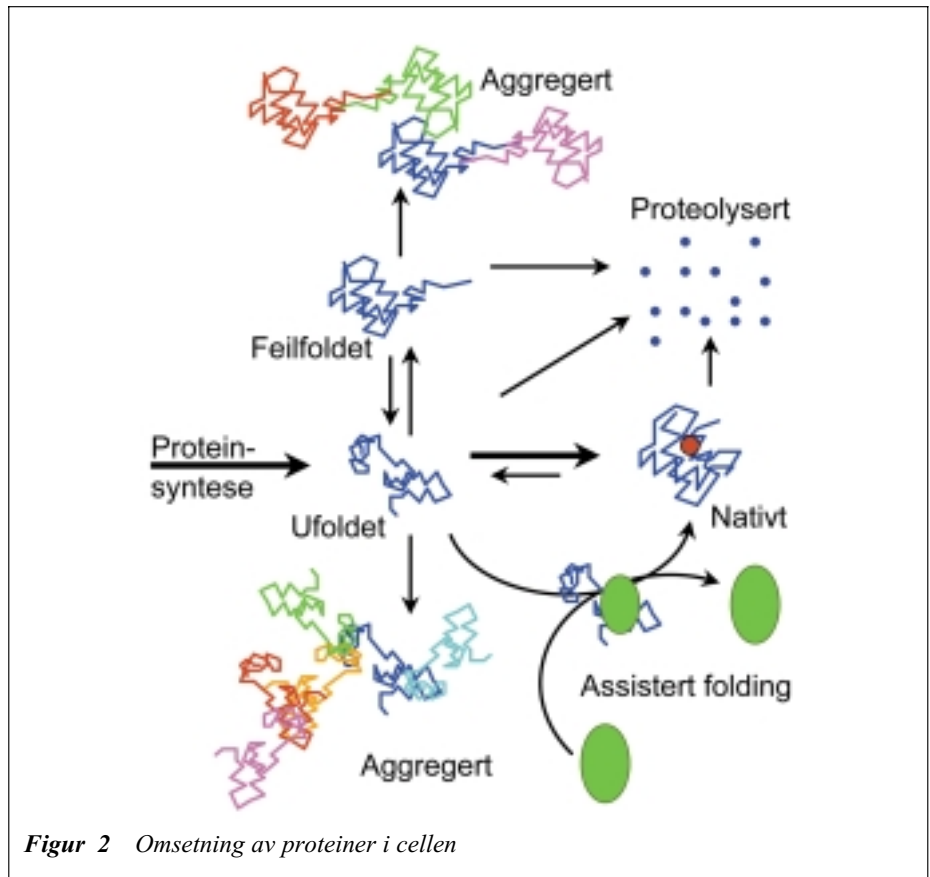 Aggregert
Proteolysert
Feilfoldet
Protein-
syntese
Ufoldet
Nativt
Assistert folding
Aggregert
Figur 2 Omsetning av proteiner i cellen